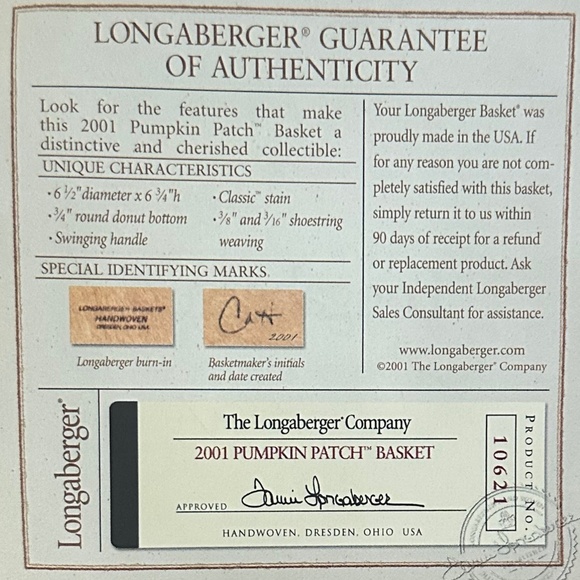 LONGABERGER® GUARANTEE
OF AUTHENTICITY
Look for the features that make
this 2001 Pumpkin Patch™ Basket a
distinctive and cherished collectible:
UNIQUE CHARACTERISTICS
•6 ½" diameter x 6 ¾"h
•¾" round donut bottom
•Swinging handle
•Classic™ stain
•⅜" and 3/16" shoestring
weaving
SPECIAL IDENTIFYING MARKS
LONGABERGER® BASKETS®
HANDWOVEN
DRESDEN, OHIO USA
Longaberger burn-in
2001
Basketmaker's initials
and date created
Your Longaberger Basket® was
proudly made in the USA. If
for any reason you are not com-
pletely satisfied with this basket,
simply return it to us within
90 days of receipt for a refund
or replacement product. Ask
your Independent Longaberger
Sales Consultant for assistance.
www.longaberger.com
©2001 The Longaberger® Company
Longaberger®
The Longaberger® Company
2001 PUMPKIN PATCH™ BASKET
APPROVED Tami Longaberger
HANDWOVEN, DRESDEN, OHIO USA
10621
PRODUCT NO.